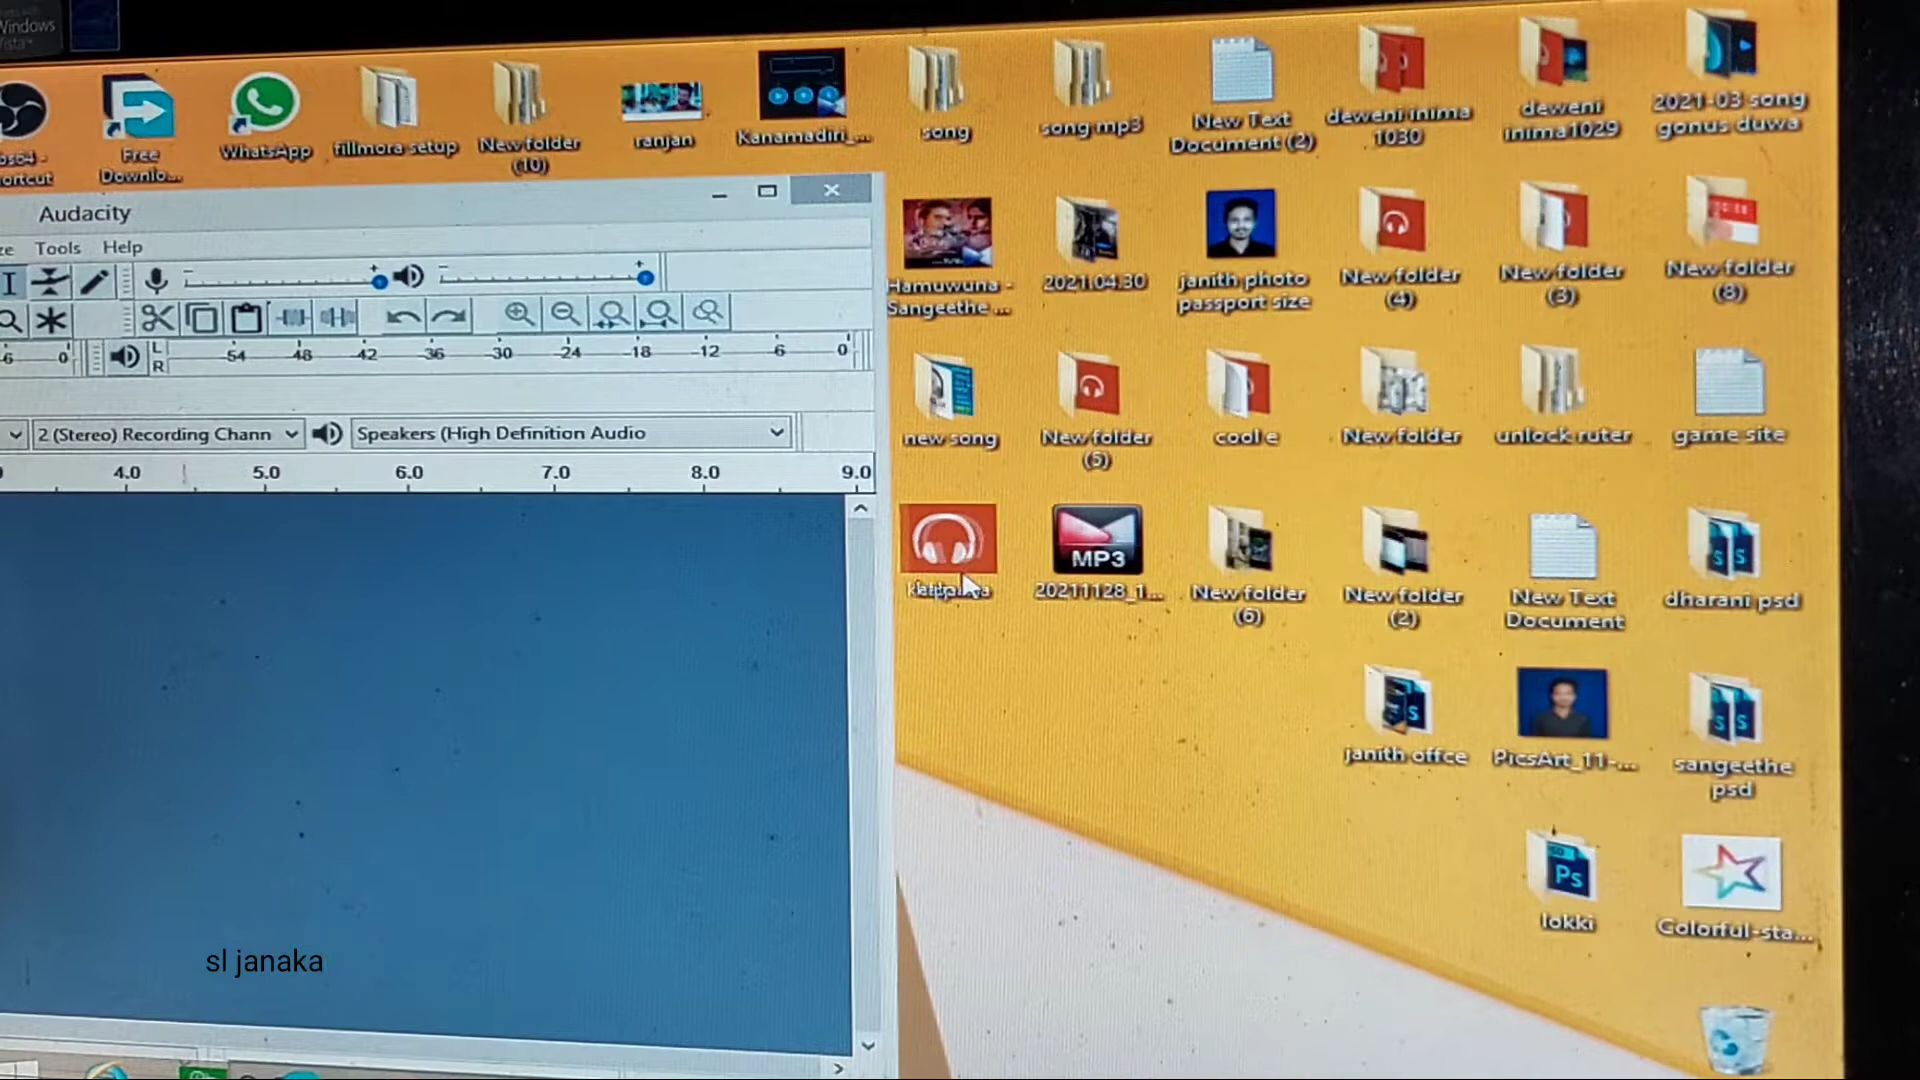 Windows
Vista
Free
Downlo...
WhatsApp
fillmora setup
New folder
(10)
ranjan
Kanamadiri_...
song
song mp3
New Text
Document (2)
deweni inima
1030
deweni
inima1029
2021-03 song
gonus duwa
Audacity
Tools Help
Hamuwuna -
Sangeethe ...
2021.04.30
janith photo
passport size
New folder
(4)
New folder
(3)
New folder
(8)
L
R
-54 -48 -42 -36 -30 -24 -18 -12 -6 0
2 (Stereo) Recording Chann
Speakers (High Definition Audio
4.0 5.0 6.0 7.0 8.0 9.0
new song
New folder
(5)
cool e
New folder
unlock ruter
game site
MP3
20211128_1...
New folder
(6)
New folder
(2)
New Text
Document
dharani psd
janith offce
PicsArt_11-...
sangeethe
psd
Ps
lokki
Colorful-sta...
sl janaka